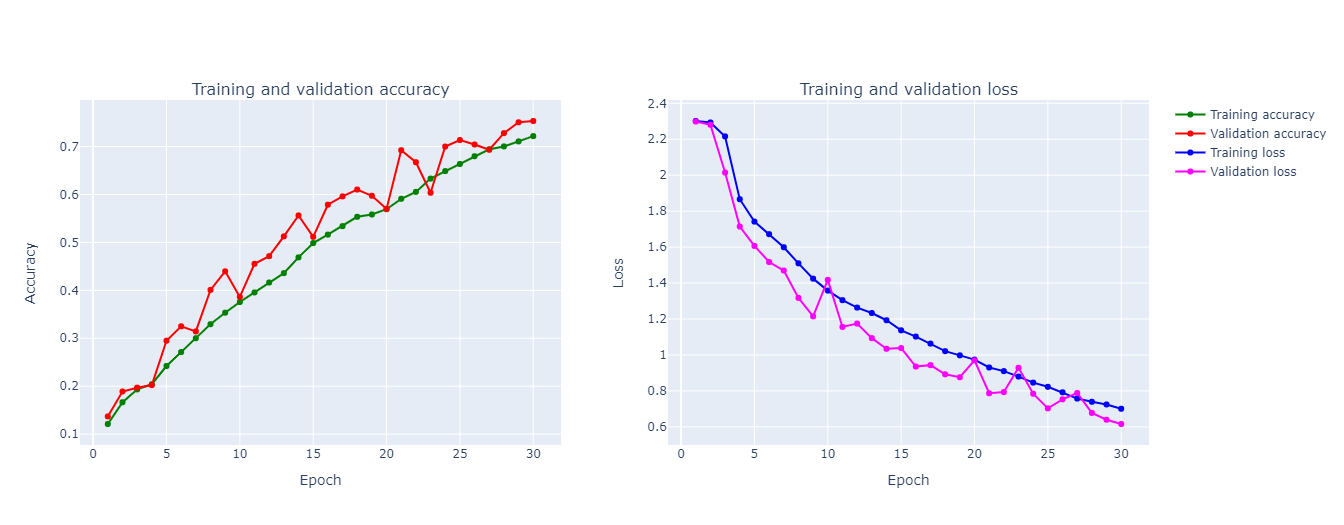 Training and validation accuracy
0.7
0.6
0.5
0.4
0.3
0.2
0.1
0 5 10 15 20 25 30
Epoch
Accuracy
Training and validation loss
2.4
2.2
2
1.8
1.6
1.4
1.2
1
0.8
0.6
0 5 10 15 20 25 30
Epoch
Loss
Training accuracy
Validation accuracy
Training loss
Validation loss